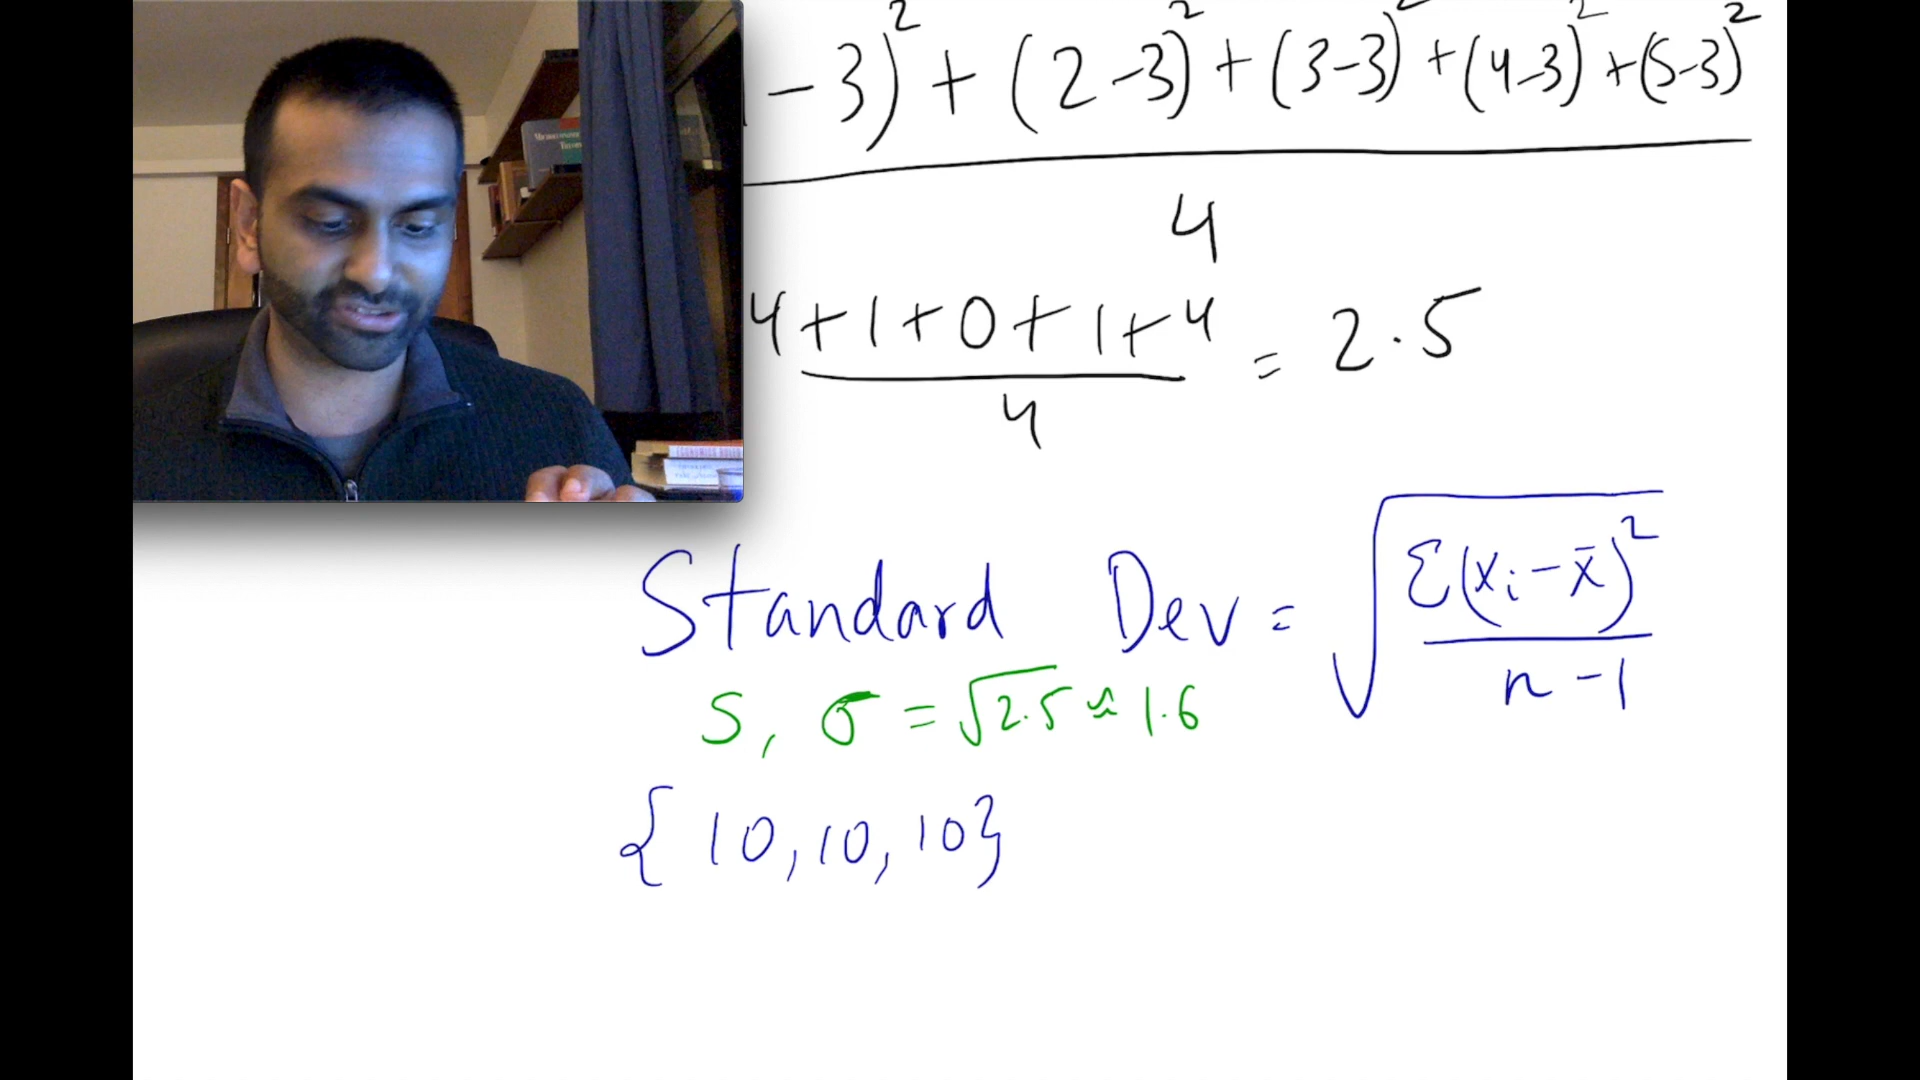 - 3)² + (2-3)² + (3-3)² + (4-3)² + (5-3)²
4
4+1+0+1+4 = 2.5
4
Standard Dev = √ Σ(xᵢ - x̄)²
n-1
S, σ = √2.5 ≈ 1.6
{ 10, 10, 10}